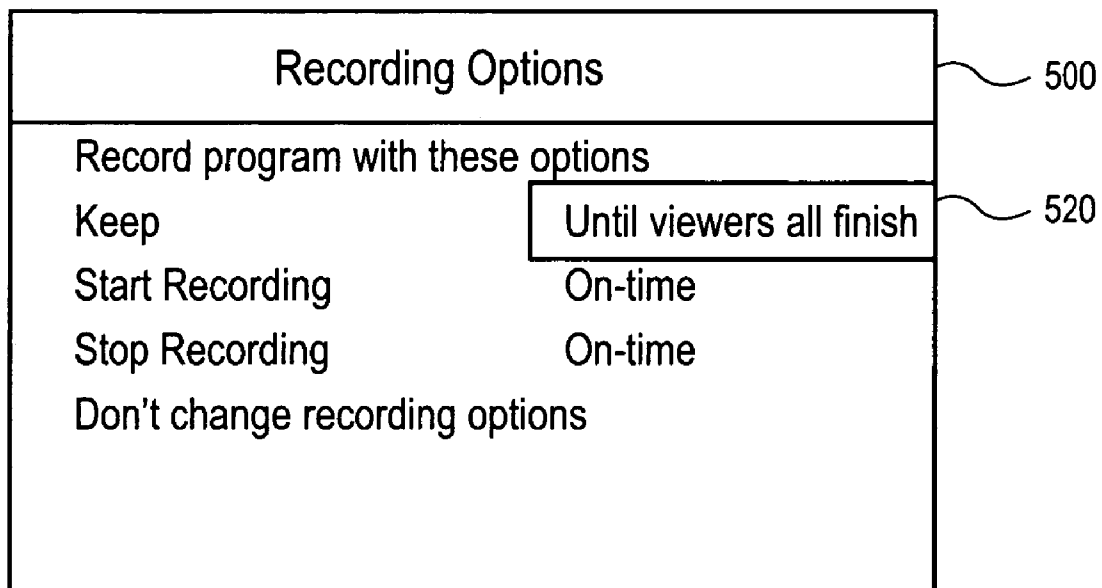 Recording Options
500
Record program with these options
Keep Until viewers all finish
520
Start Recording On-time
Stop Recording On-time
Don't change recording options